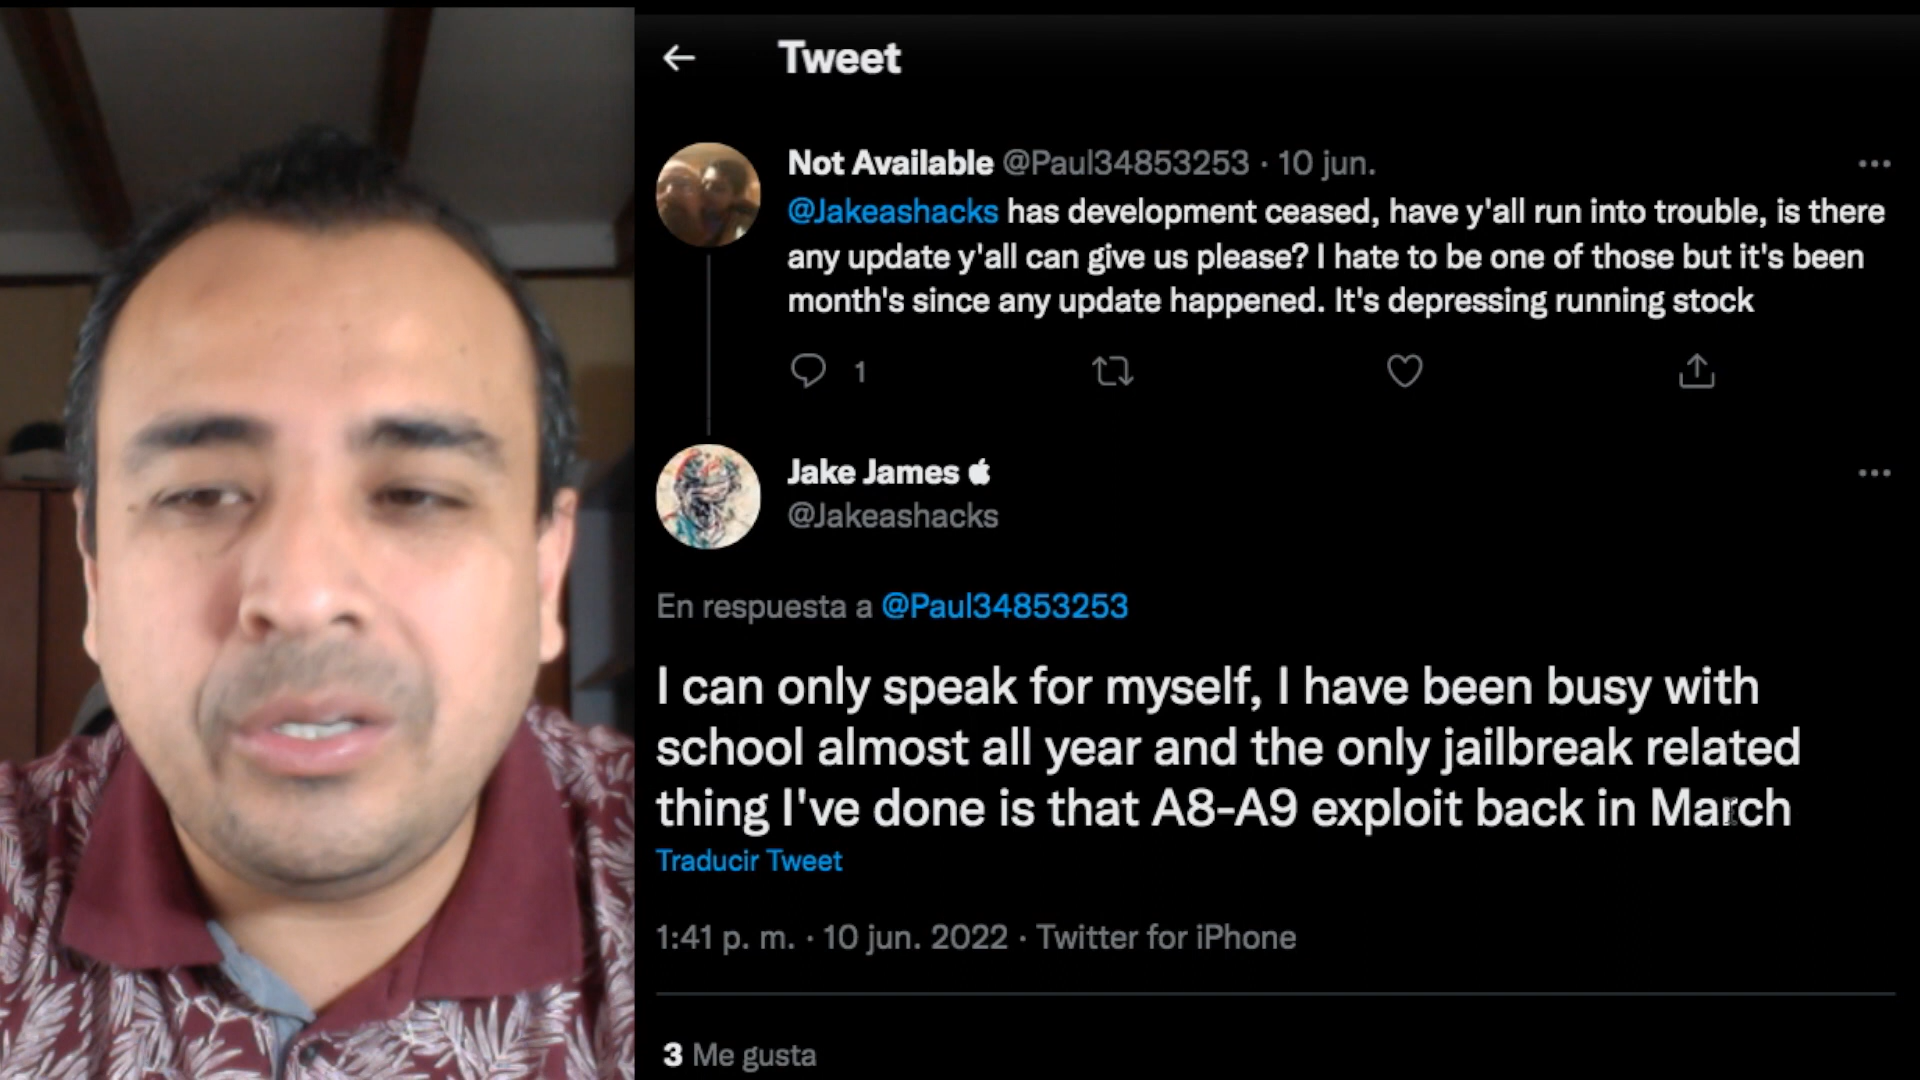 Tweet
Not Available @Paul34853253 · 10 jun.
@Jakeashacks has development ceased, have y'all run into trouble, is there
any update y'all can give us please? I hate to be one of those but it's been
month's since any update happened. It's depressing running stock
1
Jake James
@Jakeashacks
En respuesta a @Paul34853253
I can only speak for myself, I have been busy with
school almost all year and the only jailbreak related
thing I've done is that A8-A9 exploit back in March
Traducir Tweet
1:41 p. m. · 10 jun. 2022 · Twitter for iPhone
3 Me gusta